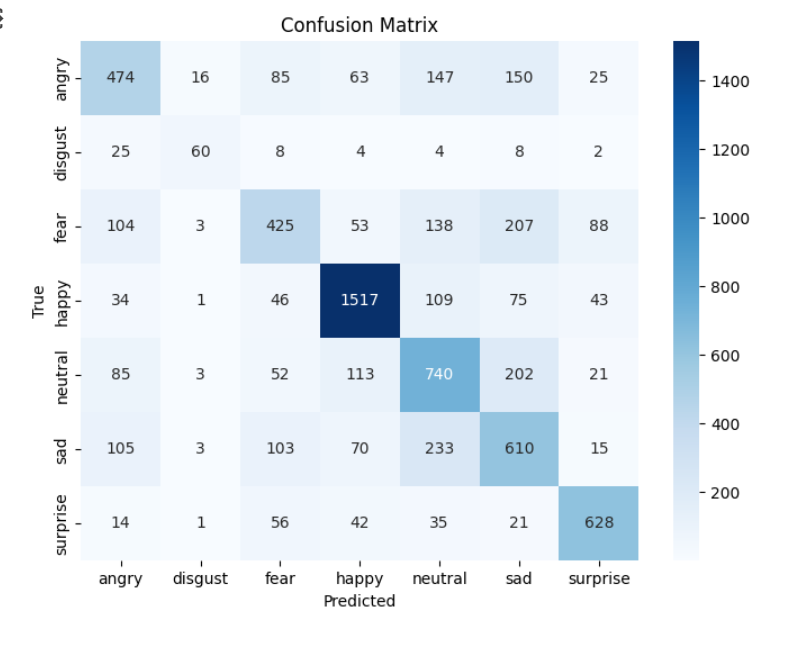 Confusion Matrix
angry 474 16 85 63 147 150 25
disgust 25 60 8 4 4 8 2
fear 104 3 425 53 138 207 88
happy 34 1 46 1517 109 75 43
neutral 85 3 52 113 740 202 21
sad 105 3 103 70 233 610 15
surprise 14 1 56 42 35 21 628
True
angry disgust fear happy neutral sad surprise
Predicted
1400
1200
1000
800
600
400
200